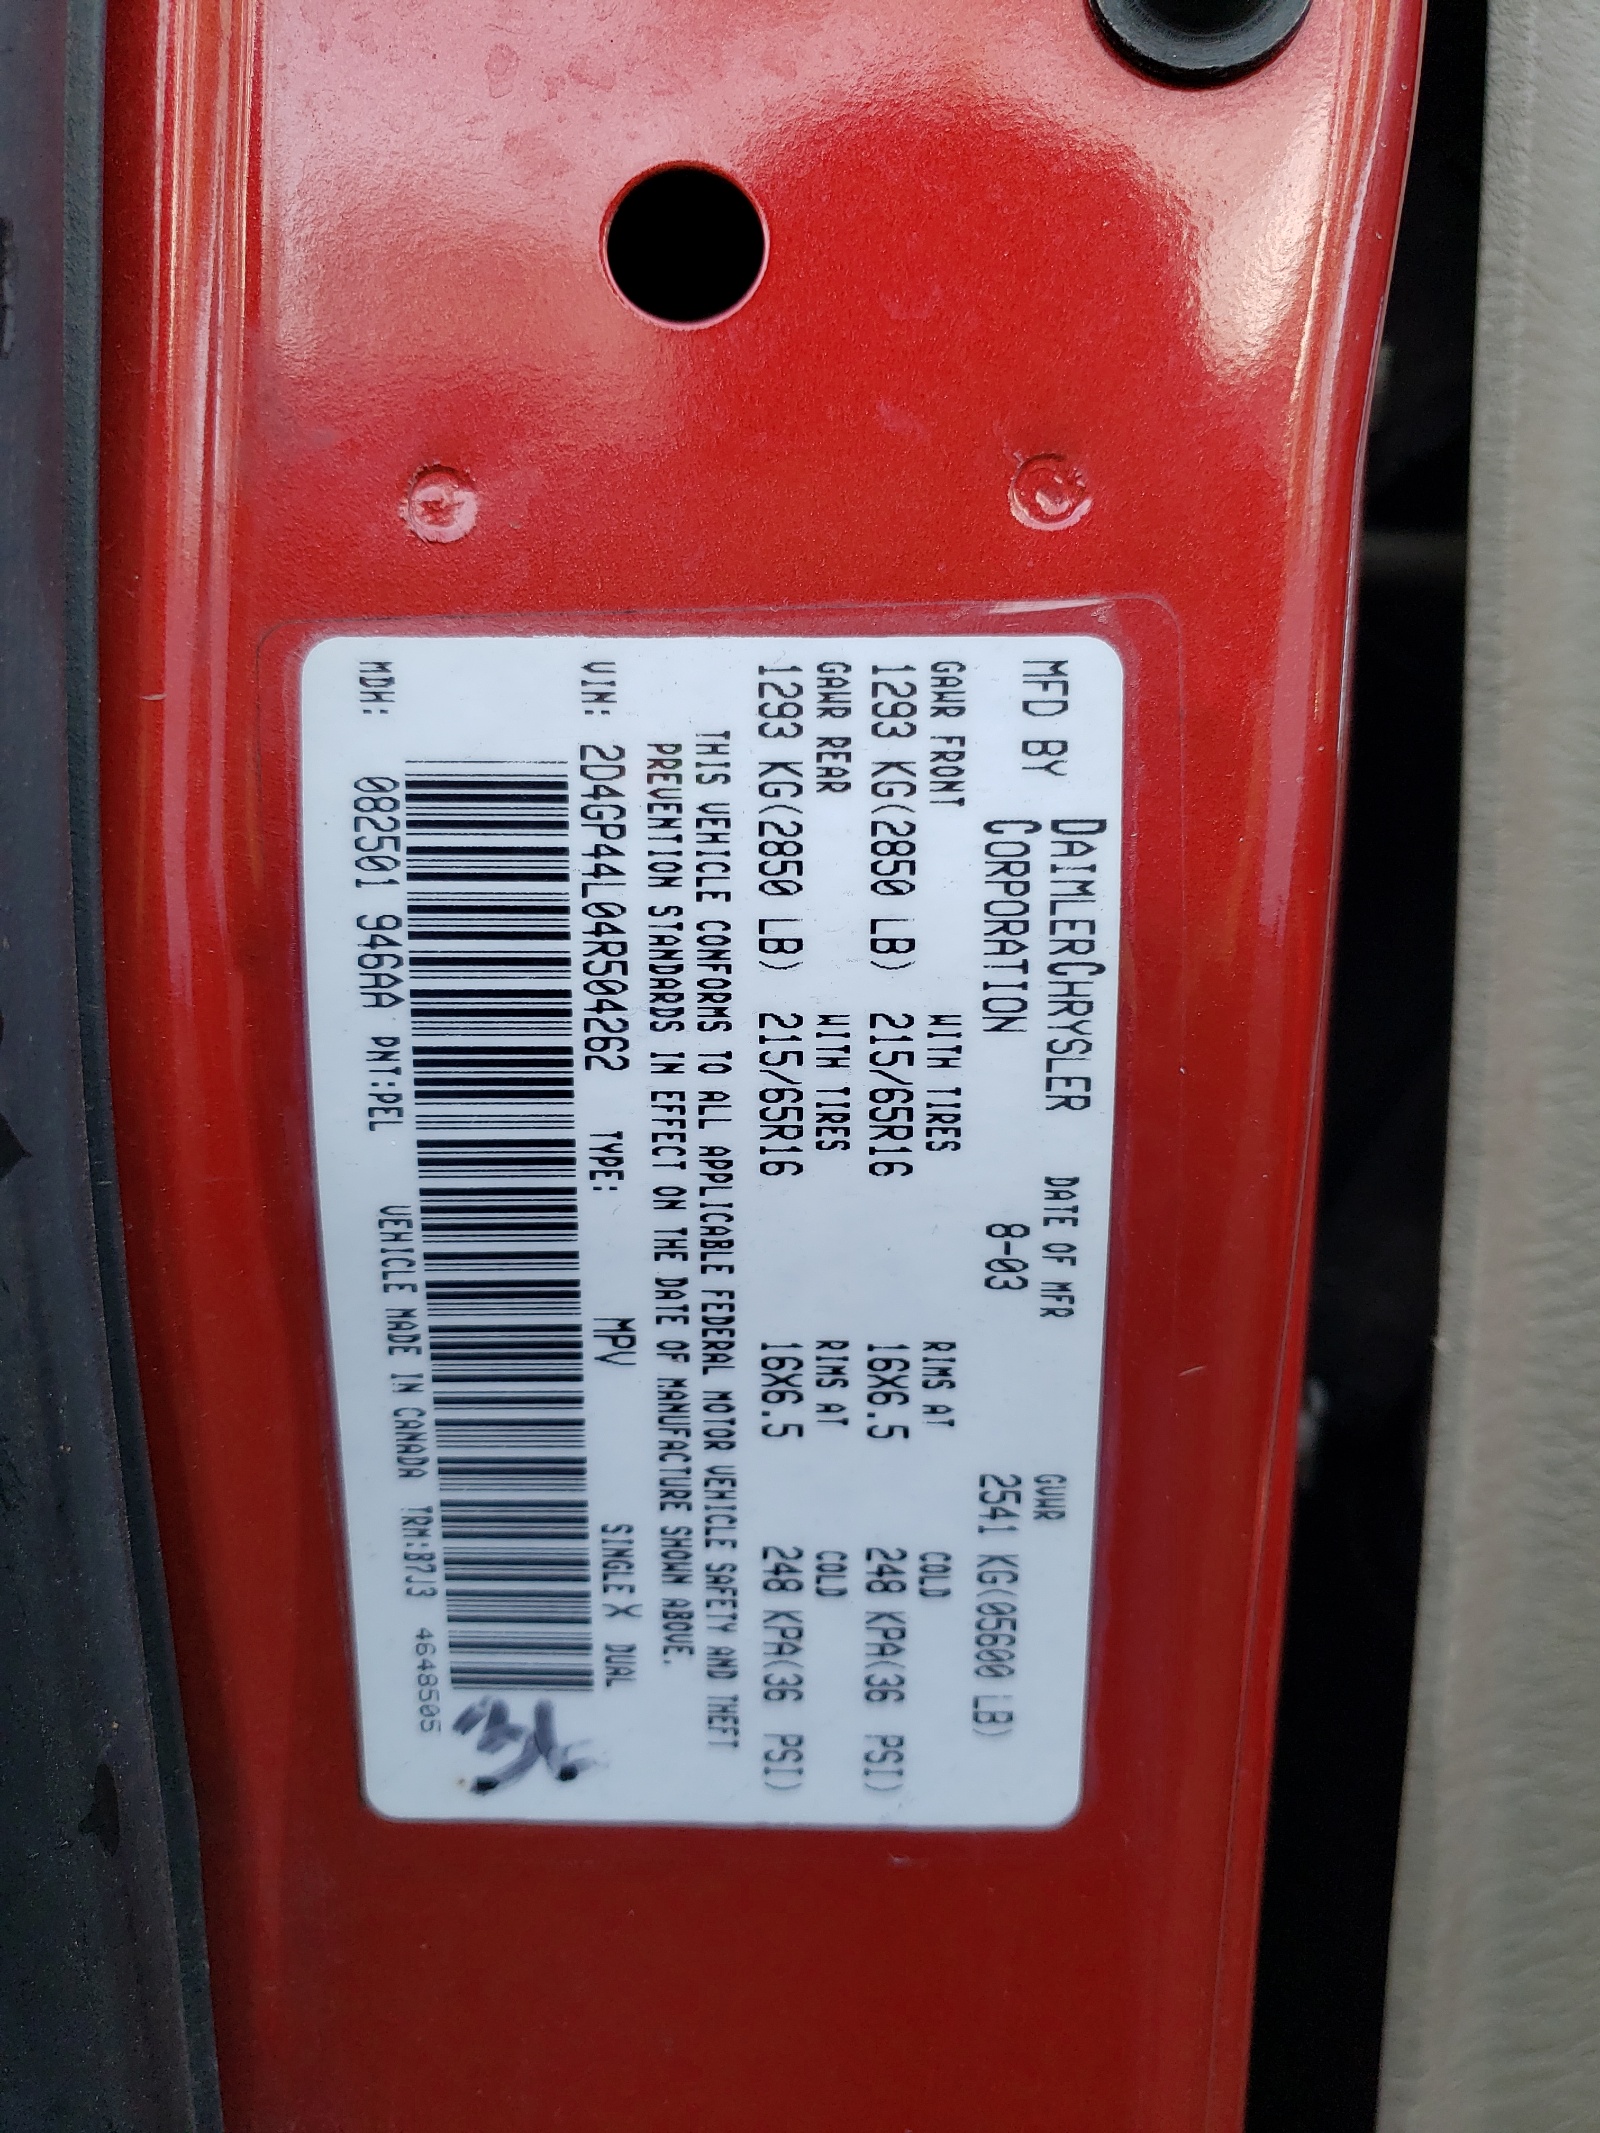 MFD BY DAIMLERCHRYSLER CORPORATION DATE OF MFR 8-03 GVWR 2541 KG(05600 LB)
GAWR FRONT WITH TIRES RIMS AT COLD
1293 KG(2850 LB) 215/65R16 16X6.5 248 KPA(36 PSI)
GAWR REAR WITH TIRES RIMS AT COLD
1293 KG(2850 LB) 215/65R16 16X6.5 248 KPA(36 PSI)
THIS VEHICLE CONFORMS TO ALL APPLICABLE FEDERAL MOTOR VEHICLE SAFETY AND THEFT
PREVENTION STANDARDS IN EFFECT ON THE DATE OF MANUFACTURE SHOWN ABOVE.
VIN: 2D4GP44L04R504262 TYPE: MPV SINGLE X DUAL
MDH: 082501 946AA PNT:PEL VEHICLE MADE IN CANADA TRM:B7J3 4648505